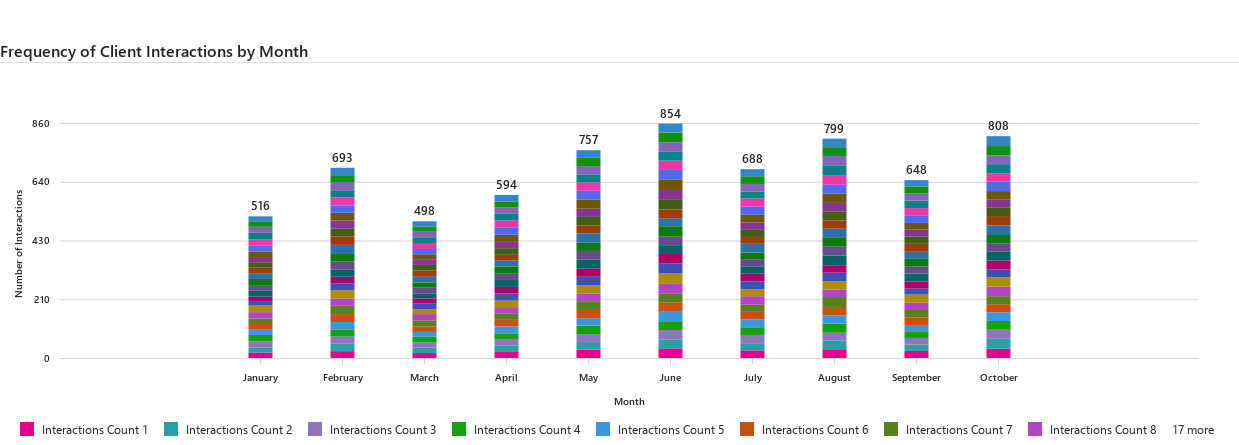 Frequency of Client Interactions by Month
854
860
799
808
757
693
688
640
648
594
516
498
430
210
0
Number of Interactions
January
February
March
April
May
June
July
August
September
October
Month
Interactions Count 1
Interactions Count 2
Interactions Count 3
Interactions Count 4
Interactions Count 5
Interactions Count 6
Interactions Count 7
Interactions Count 8
17 more